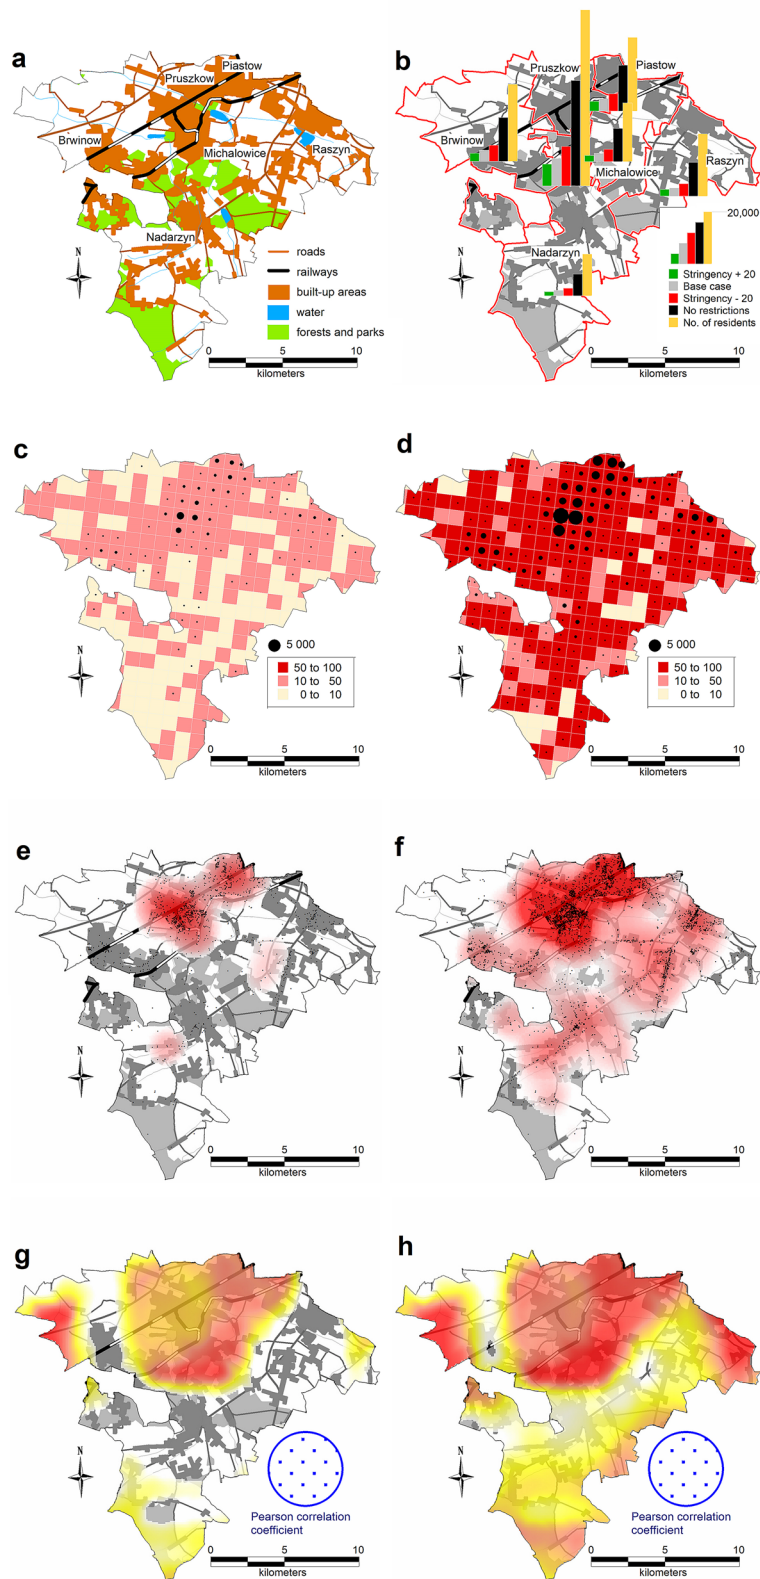 a
Piastow
Pruszkow
Brwinow
Michalowice
Raszyn
Nadarzyn
N
roads
railways
built-up areas
water
forests and parks
0 5 10
kilometers
b
Pruszkow
Piastow
Brwinow
Raszyn
Michalowice
20,000
Nadarzyn
N
Stringency + 20
Base case
Stringency - 20
No restrictions
No. of residents
0 5 10
kilometers
c
N
5 000
50 to 100
10 to 50
0 to 10
0 5 10
kilometers
d
N
5 000
50 to 100
10 to 50
0 to 10
0 5 10
kilometers
e
N
0 5 10
kilometers
f
N
0 5 10
kilometers
g
N
Pearson correlation
coefficient
0 5 10
kilometers
h
N
Pearson correlation
coefficient
0 5 10
kilometers